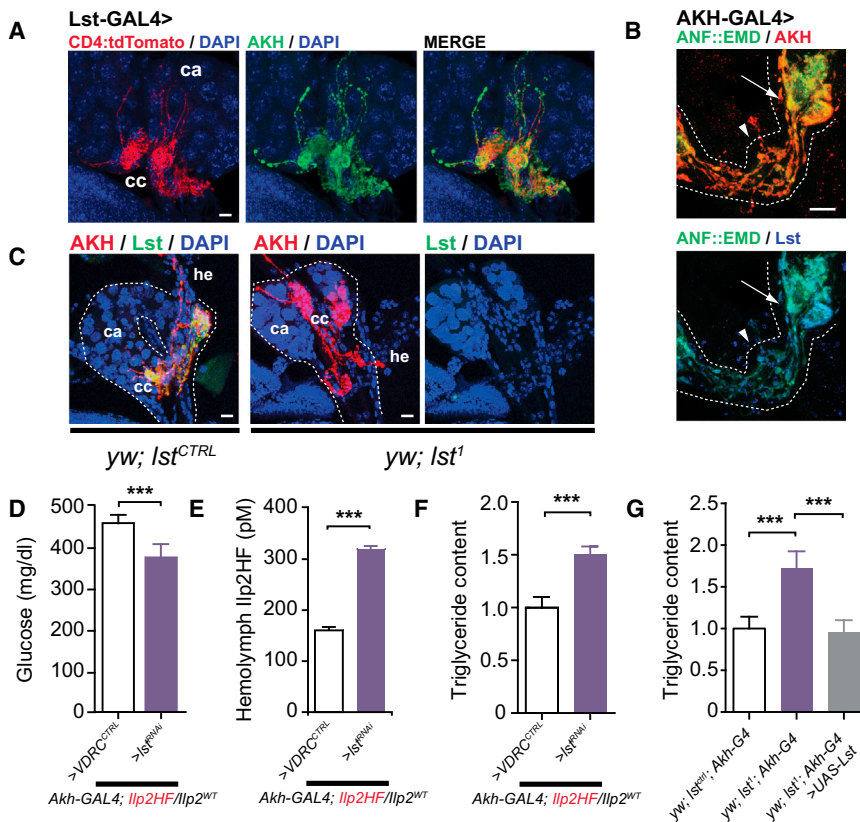 Lst-GAL4>
A
CD4:tdTomato / DAPI
AKH / DAPI
MERGE
ca
cc
B
AKH-GAL4>
ANF::EMD / AKH
ANF::EMD / Lst
C
AKH / Lst / DAPI
AKH / DAPI
Lst / DAPI
he
ca
cc
cc
ca
he
yw; lst^CTRL
yw; lst^1
D
***
Glucose (mg/dl)
500
400
300
200
100
0
>VDRC^CTRL
>lst^RNAi
Akh-GAL4; Ilp2HF/Ilp2^WT
E
***
Hemolymph Ilp2HF (pM)
400
300
200
100
0
>VDRC^CTRL
>lst^RNAi
Akh-GAL4; Ilp2HF/Ilp2^WT
F
***
Triglyceride content
2.0
1.5
1.0
0.5
0
>VDRC^CTRL
>lst^RNAi
Akh-GAL4; Ilp2HF/Ilp2^WT
G
***
***
Triglyceride content
2.5
2.0
1.5
1.0
0.5
0
yw; lst^ctrl; Akh-G4
yw; lst^1; Akh-G4
yw; lst^1; Akh-G4
>UAS-Lst